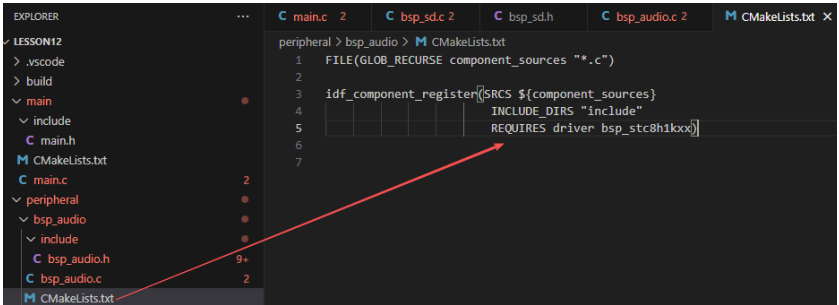 EXPLORER ...
LESSON12
.vscode
build
main
include
C main.h
M CMakeLists.txt
C main.c 2
peripheral
bsp_audio
include
C bsp_audio.h 9+
C bsp_audio.c 2
M CMakeLists.txt
C main.c 2
C bsp_sd.c 2
C bsp_sd.h
C bsp_audio.c 2
M CMakeLists.txt
peripheral > bsp_audio > M CMakeLists.txt
1 FILE(GLOB_RECURSE component_sources "*.c")
2
3 idf_component_register(SRCS ${component_sources}
4 INCLUDE_DIRS "include"
5 REQUIRES driver bsp_stc8h1kxx)
6
7